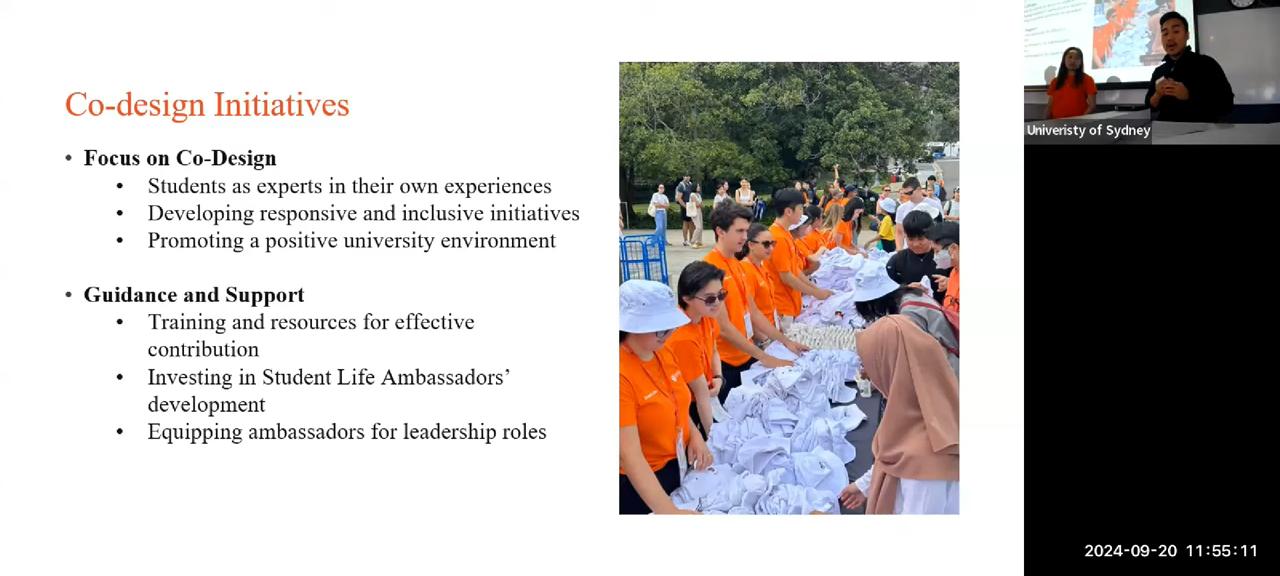 Co-design Initiatives
• Focus on Co-Design
• Students as experts in their own experiences
• Developing responsive and inclusive initiatives
• Promoting a positive university environment
• Guidance and Support
• Training and resources for effective
contribution
• Investing in Student Life Ambassadors’
development
• Equipping ambassadors for leadership roles
Univeristy of Sydney
2024-09-20 11:55:11